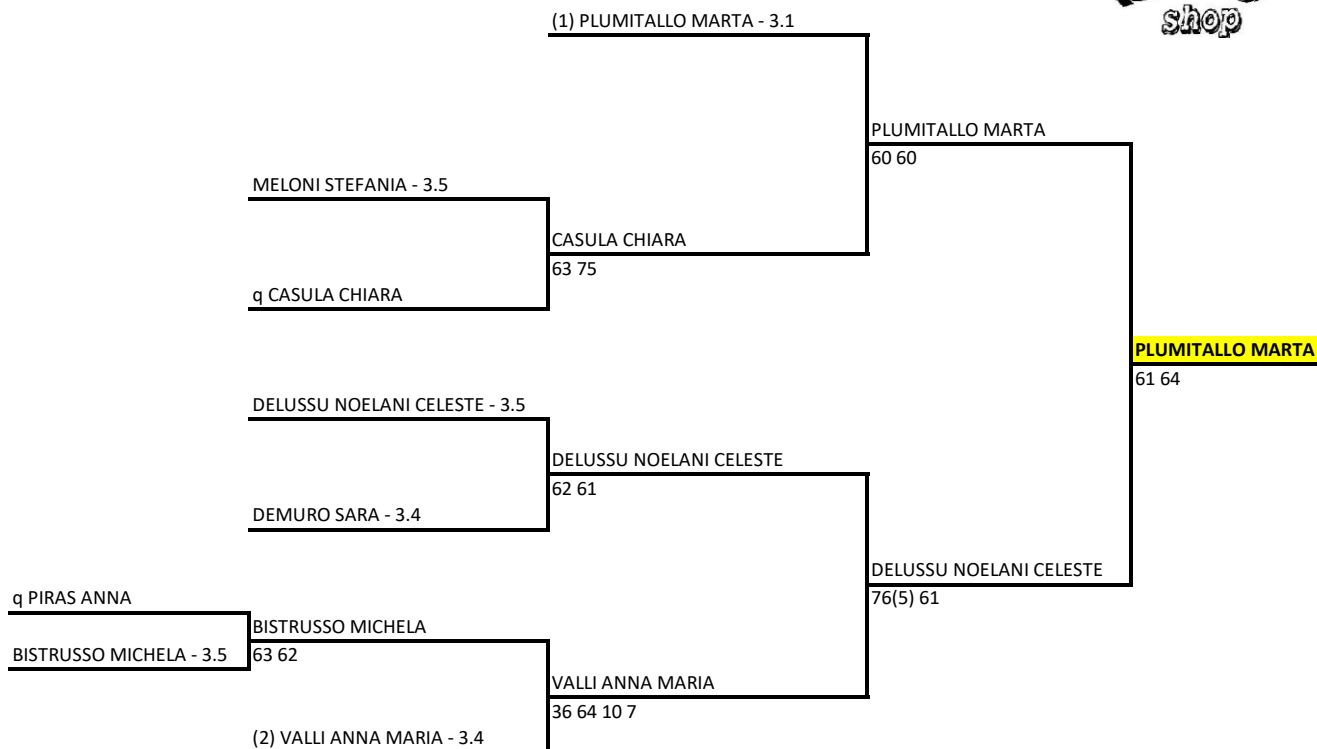 shop
(1) PLUMITALLO MARTA - 3.1
PLUMITALLO MARTA
60 60
MELONI STEFANIA - 3.5
CASULA CHIARA
63 75
q CASULA CHIARA
PLUMITALLO MARTA
61 64
DELUSSU NOELANI CELESTE - 3.5
DELUSSU NOELANI CELESTE
62 61
DEMURO SARA - 3.4
DELUSSU NOELANI CELESTE
76(5) 61
q PIRAS ANNA
BISTRUSSO MICHELA
BISTRUSSO MICHELA - 3.5
63 62
VALLI ANNA MARIA
36 64 10 7
(2) VALLI ANNA MARIA - 3.4